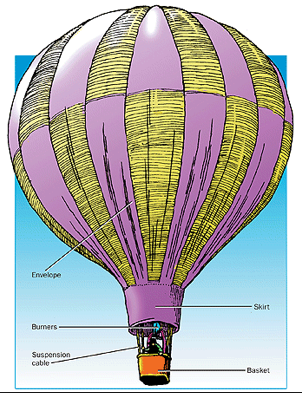 Envelope
Skirt
Burners
Suspension
cable
Basket